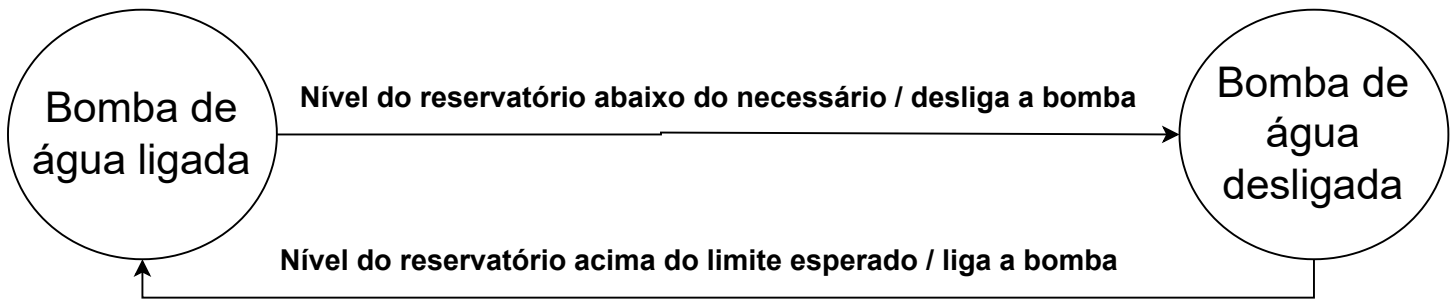 Bomba de
água ligada
Nível do reservatório abaixo do necessário / desliga a bomba
Bomba de
água
desligada
Nível do reservatório acima do limite esperado / liga a bomba